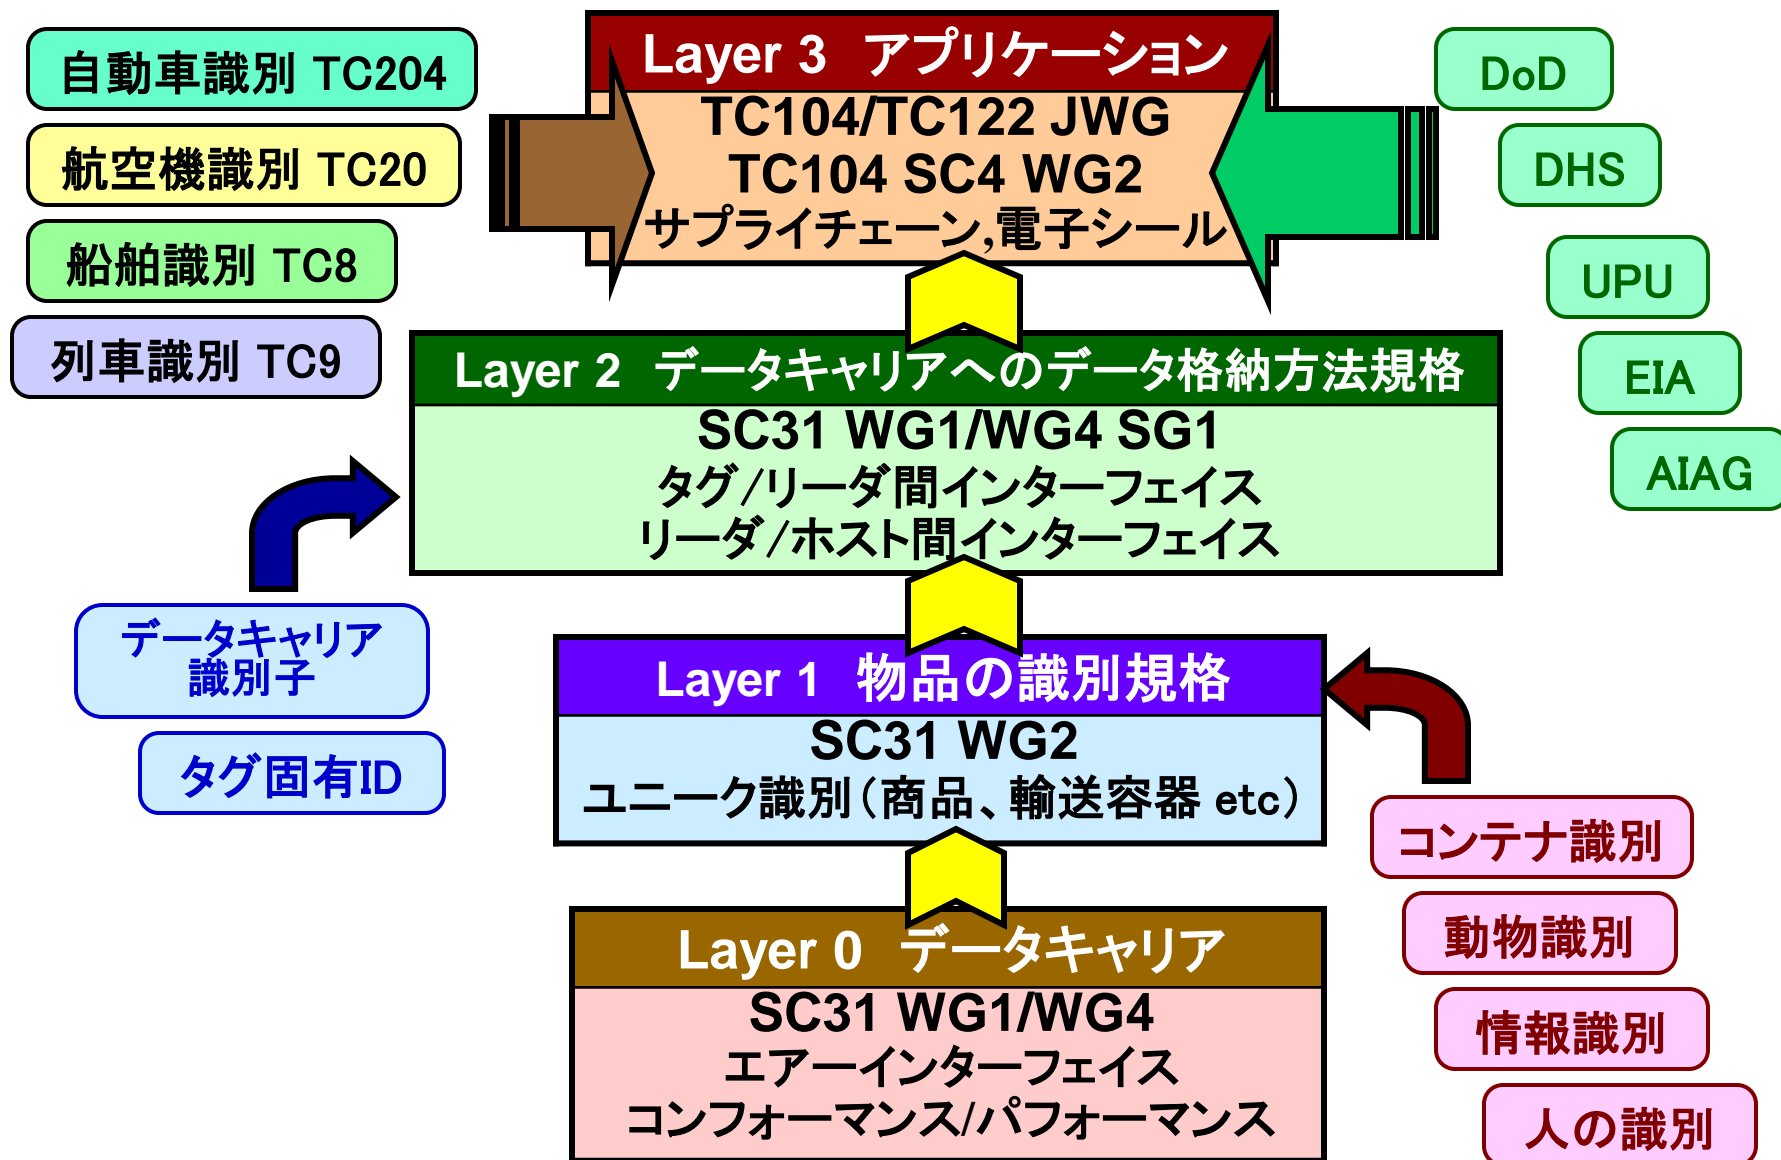 自動車識別 TC204
航空機識別 TC20
船舶識別 TC8
列車識別 TC9
Layer 3 アプリケーション
TC104/TC122 JWG
TC104 SC4 WG2
サプライチェーン,電子シール
DoD
DHS
UPU
EIA
AIAG
Layer 2 データキャリアへのデータ格納方法規格
SC31 WG1/WG4 SG1
タグ/リーダ間インターフェイス
リーダ/ホスト間インターフェイス
データキャリア
識別子
タグ固有ID
Layer 1 物品の識別規格
SC31 WG2
ユニーク識別（商品、輸送容器 etc）
コンテナ識別
動物識別
情報識別
人の識別
Layer 0 データキャリア
SC31 WG1/WG4
エアーインターフェイス
コンフォーマンス/パフォーマンス